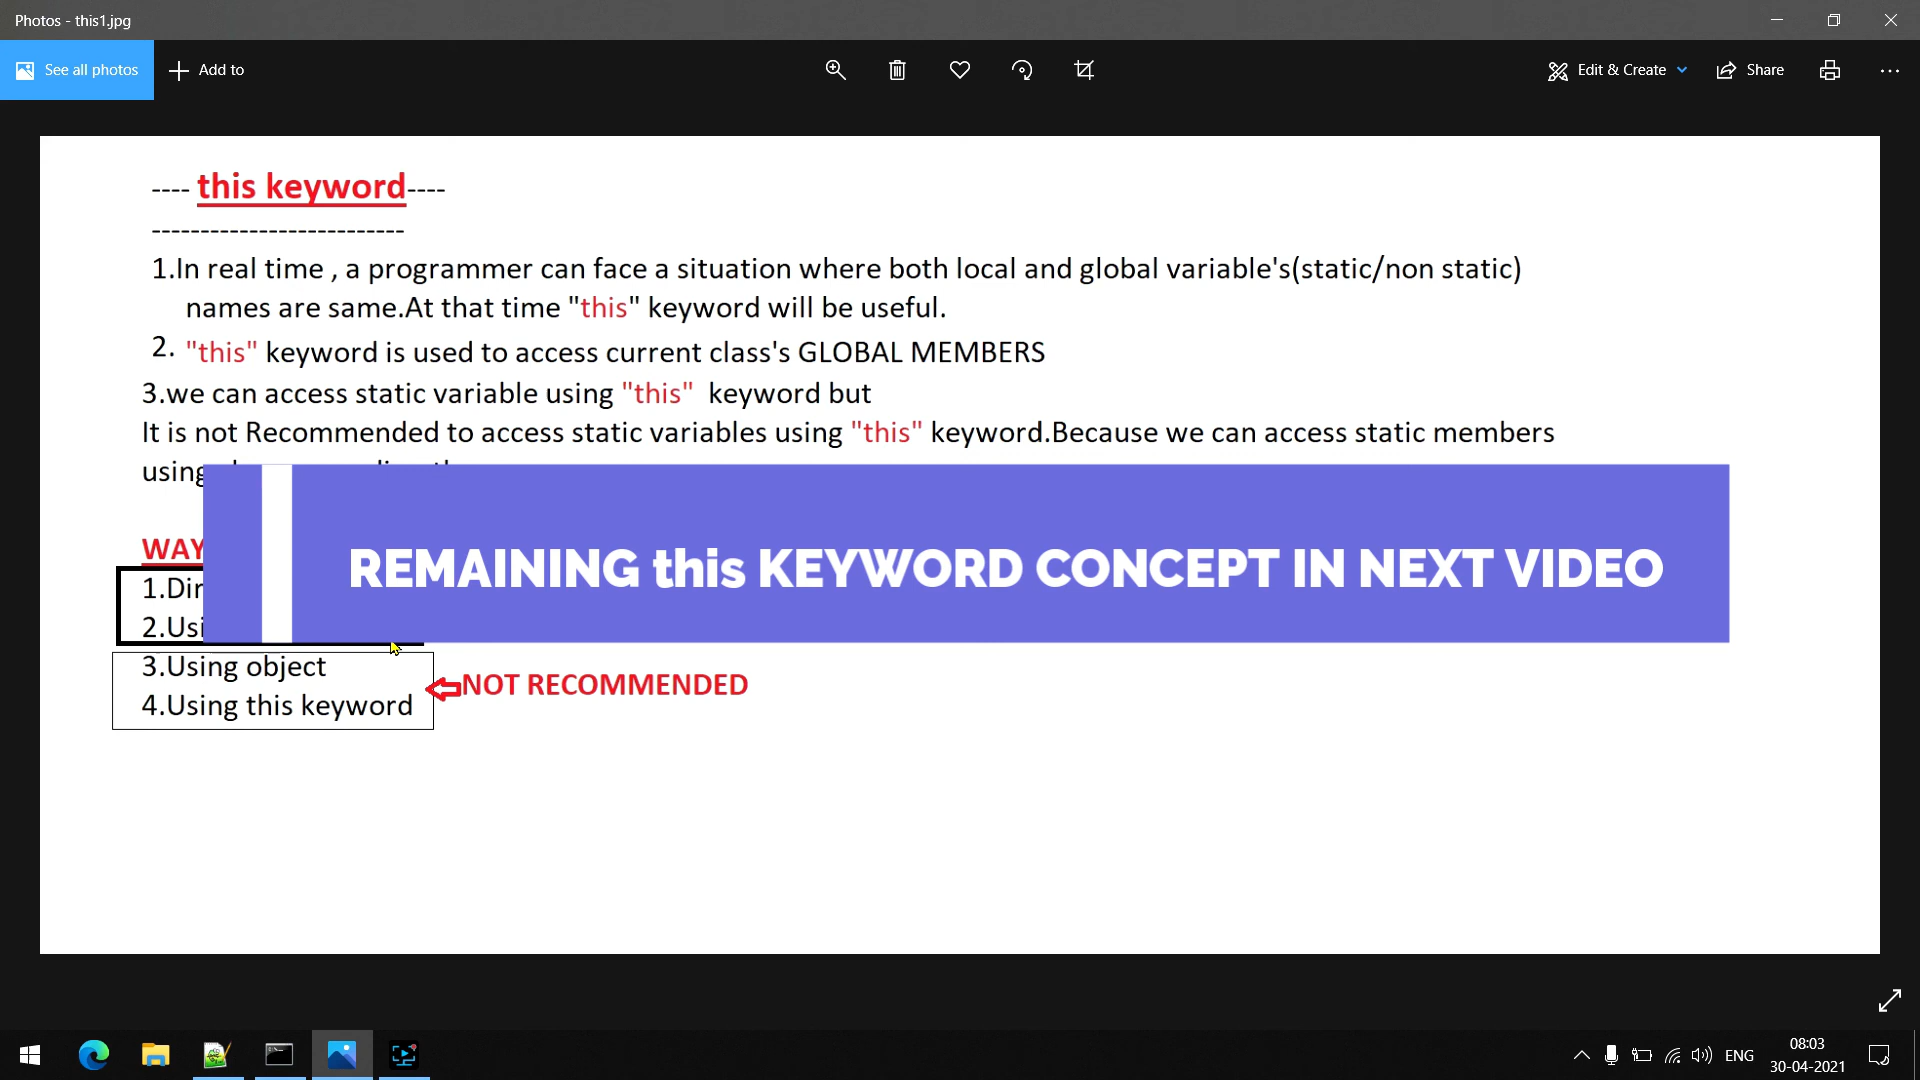 Photos - this1.jpg
See all photos
Add to
Edit & Create
Share
---- this keyword----
--------------------------
1.In real time , a programmer can face a situation where both local and global variable's(static/non static)
names are same.At that time "this" keyword will be useful.
2. "this" keyword is used to access current class's GLOBAL MEMBERS
3.we can access static variable using "this" keyword but
It is not Recommended to access static variables using "this" keyword.Because we can access static members
using
REMAINING this KEYWORD CONCEPT IN NEXT VIDEO
3.Using object
4.Using this keyword
NOT RECOMMENDED
ENG
08:03
30-04-2021